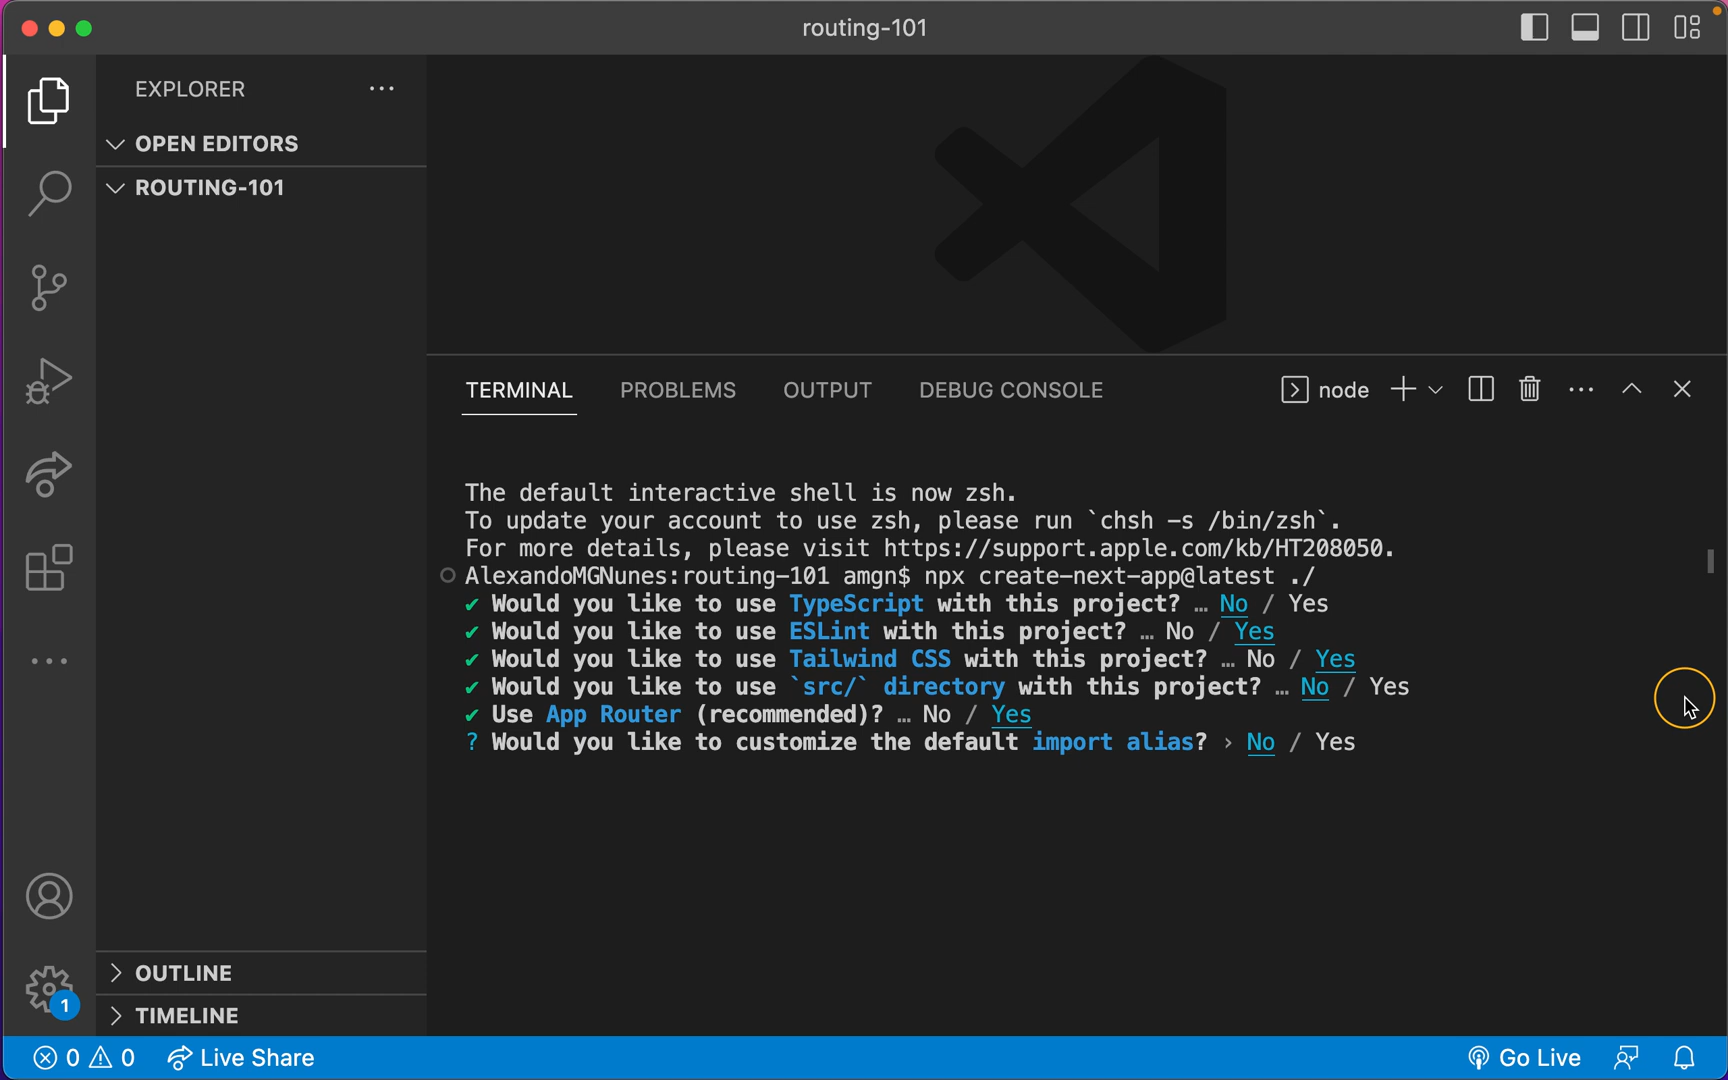 routing-101
EXPLORER
OPEN EDITORS
ROUTING-101
TERMINAL PROBLEMS OUTPUT DEBUG CONSOLE node
The default interactive shell is now zsh.
To update your account to use zsh, please run `chsh -s /bin/zsh`.
For more details, please visit https://support.apple.com/kb/HT208050.
AlexandoMGNunes:routing-101 amgn$ npx create-next-app@latest ./
✔ Would you like to use TypeScript with this project? … No / Yes
✔ Would you like to use ESLint with this project? … No / Yes
✔ Would you like to use Tailwind CSS with this project? … No / Yes
✔ Would you like to use `src/` directory with this project? … No / Yes
✔ Use App Router (recommended)? … No / Yes
? Would you like to customize the default import alias? › No / Yes
OUTLINE
1
TIMELINE
0 0 Live Share Go Live